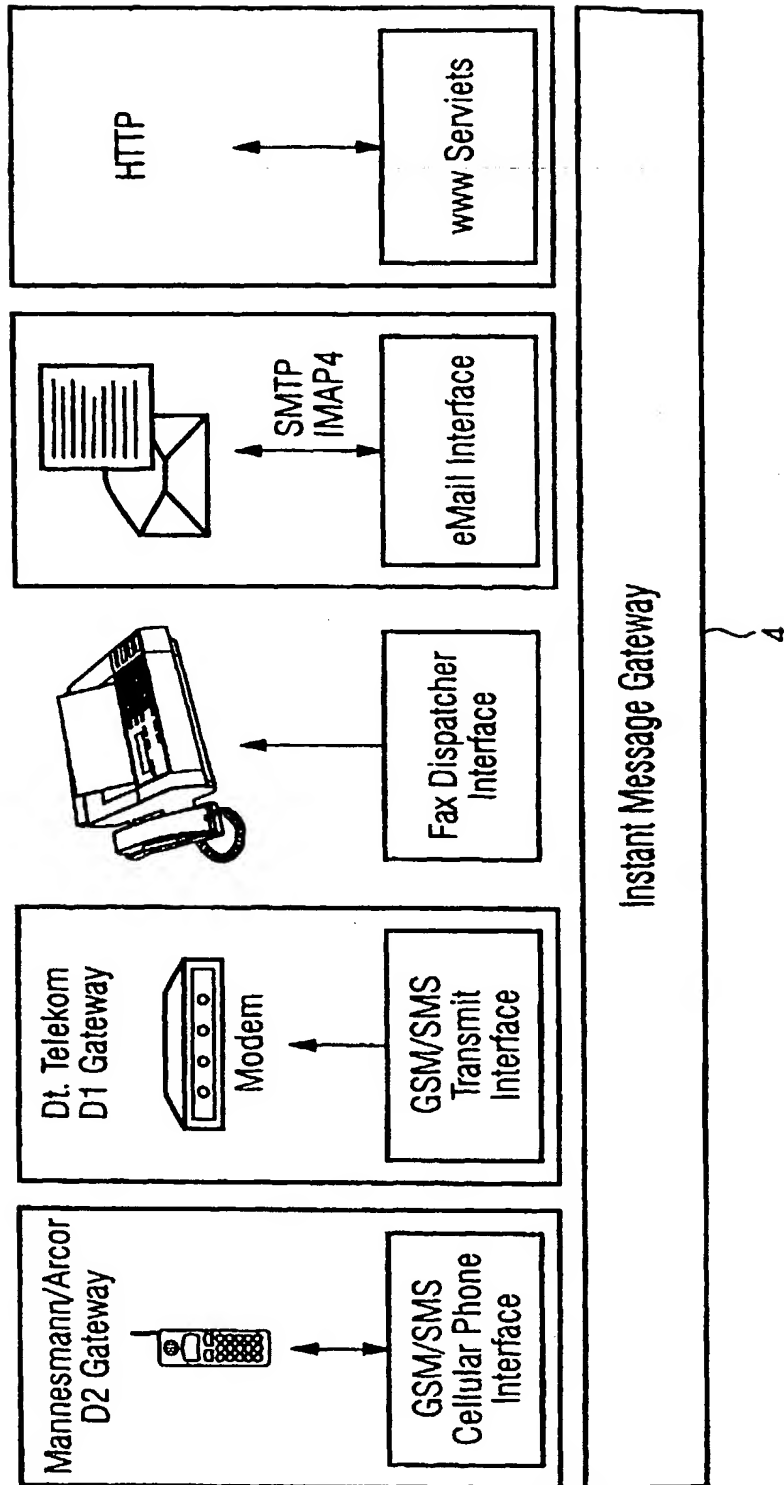 Mannesmann/Arcor
D2 Gateway
GSM/SMS
Cellular Phone
Interface
Dt. Telekom
D1 Gateway
Modem
GSM/SMS
Transmit
Interface
Fax Dispatcher
Interface
SMTP
IMAP4
eMail Interface
HTTP
www Serviets
Instant Message Gateway
4